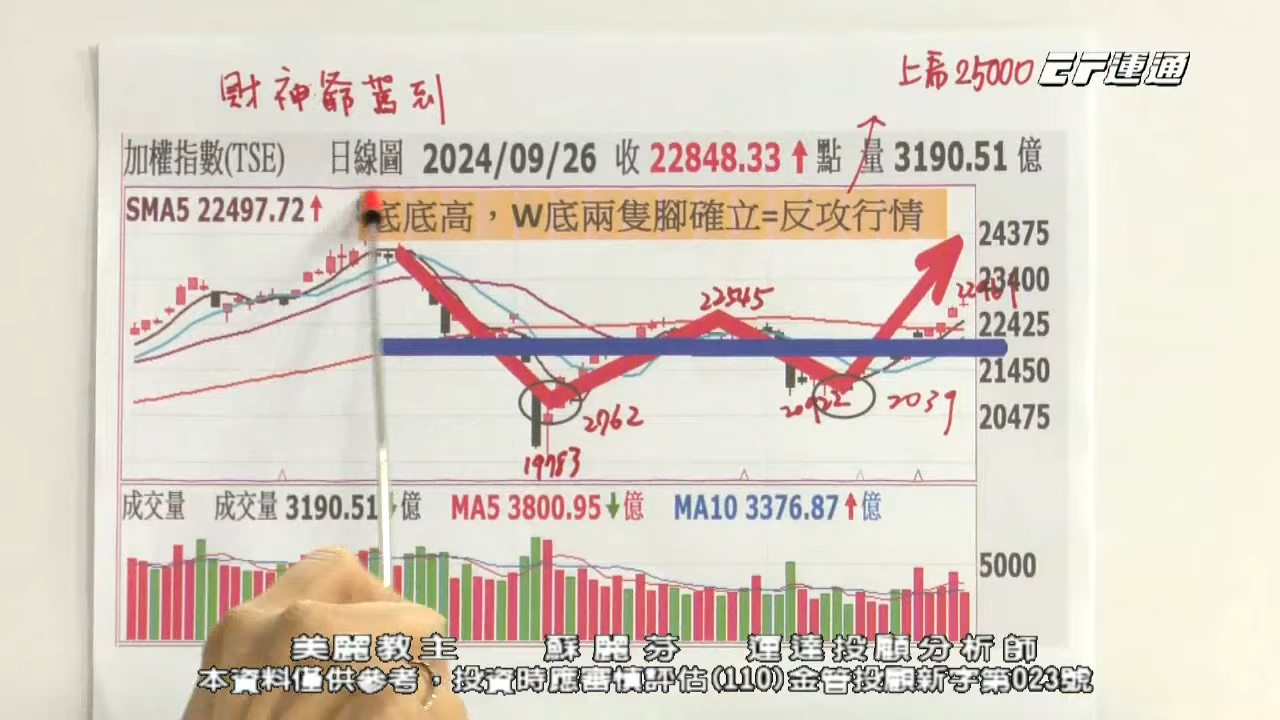 上看25000 EF運通
財神爺駕到
加權指數(TSE) 日線圖 2024/09/26 收 22848.33↑點 量 3190.51 億
SMA5 22497.72↑ 底底高，W底兩隻腳確立=反攻行情
24375
23400
22545
22425
21450
20922
2039
2762
20475
19783
成交量 成交量 3190.51↓億 MA5 3800.95↓億 MA10 3376.87↑億
5000
美麗教主 蘇麗芬 運達投顧分析師
本資料僅供參考，投資時應審慎評估(110)金管投顧新字第023號